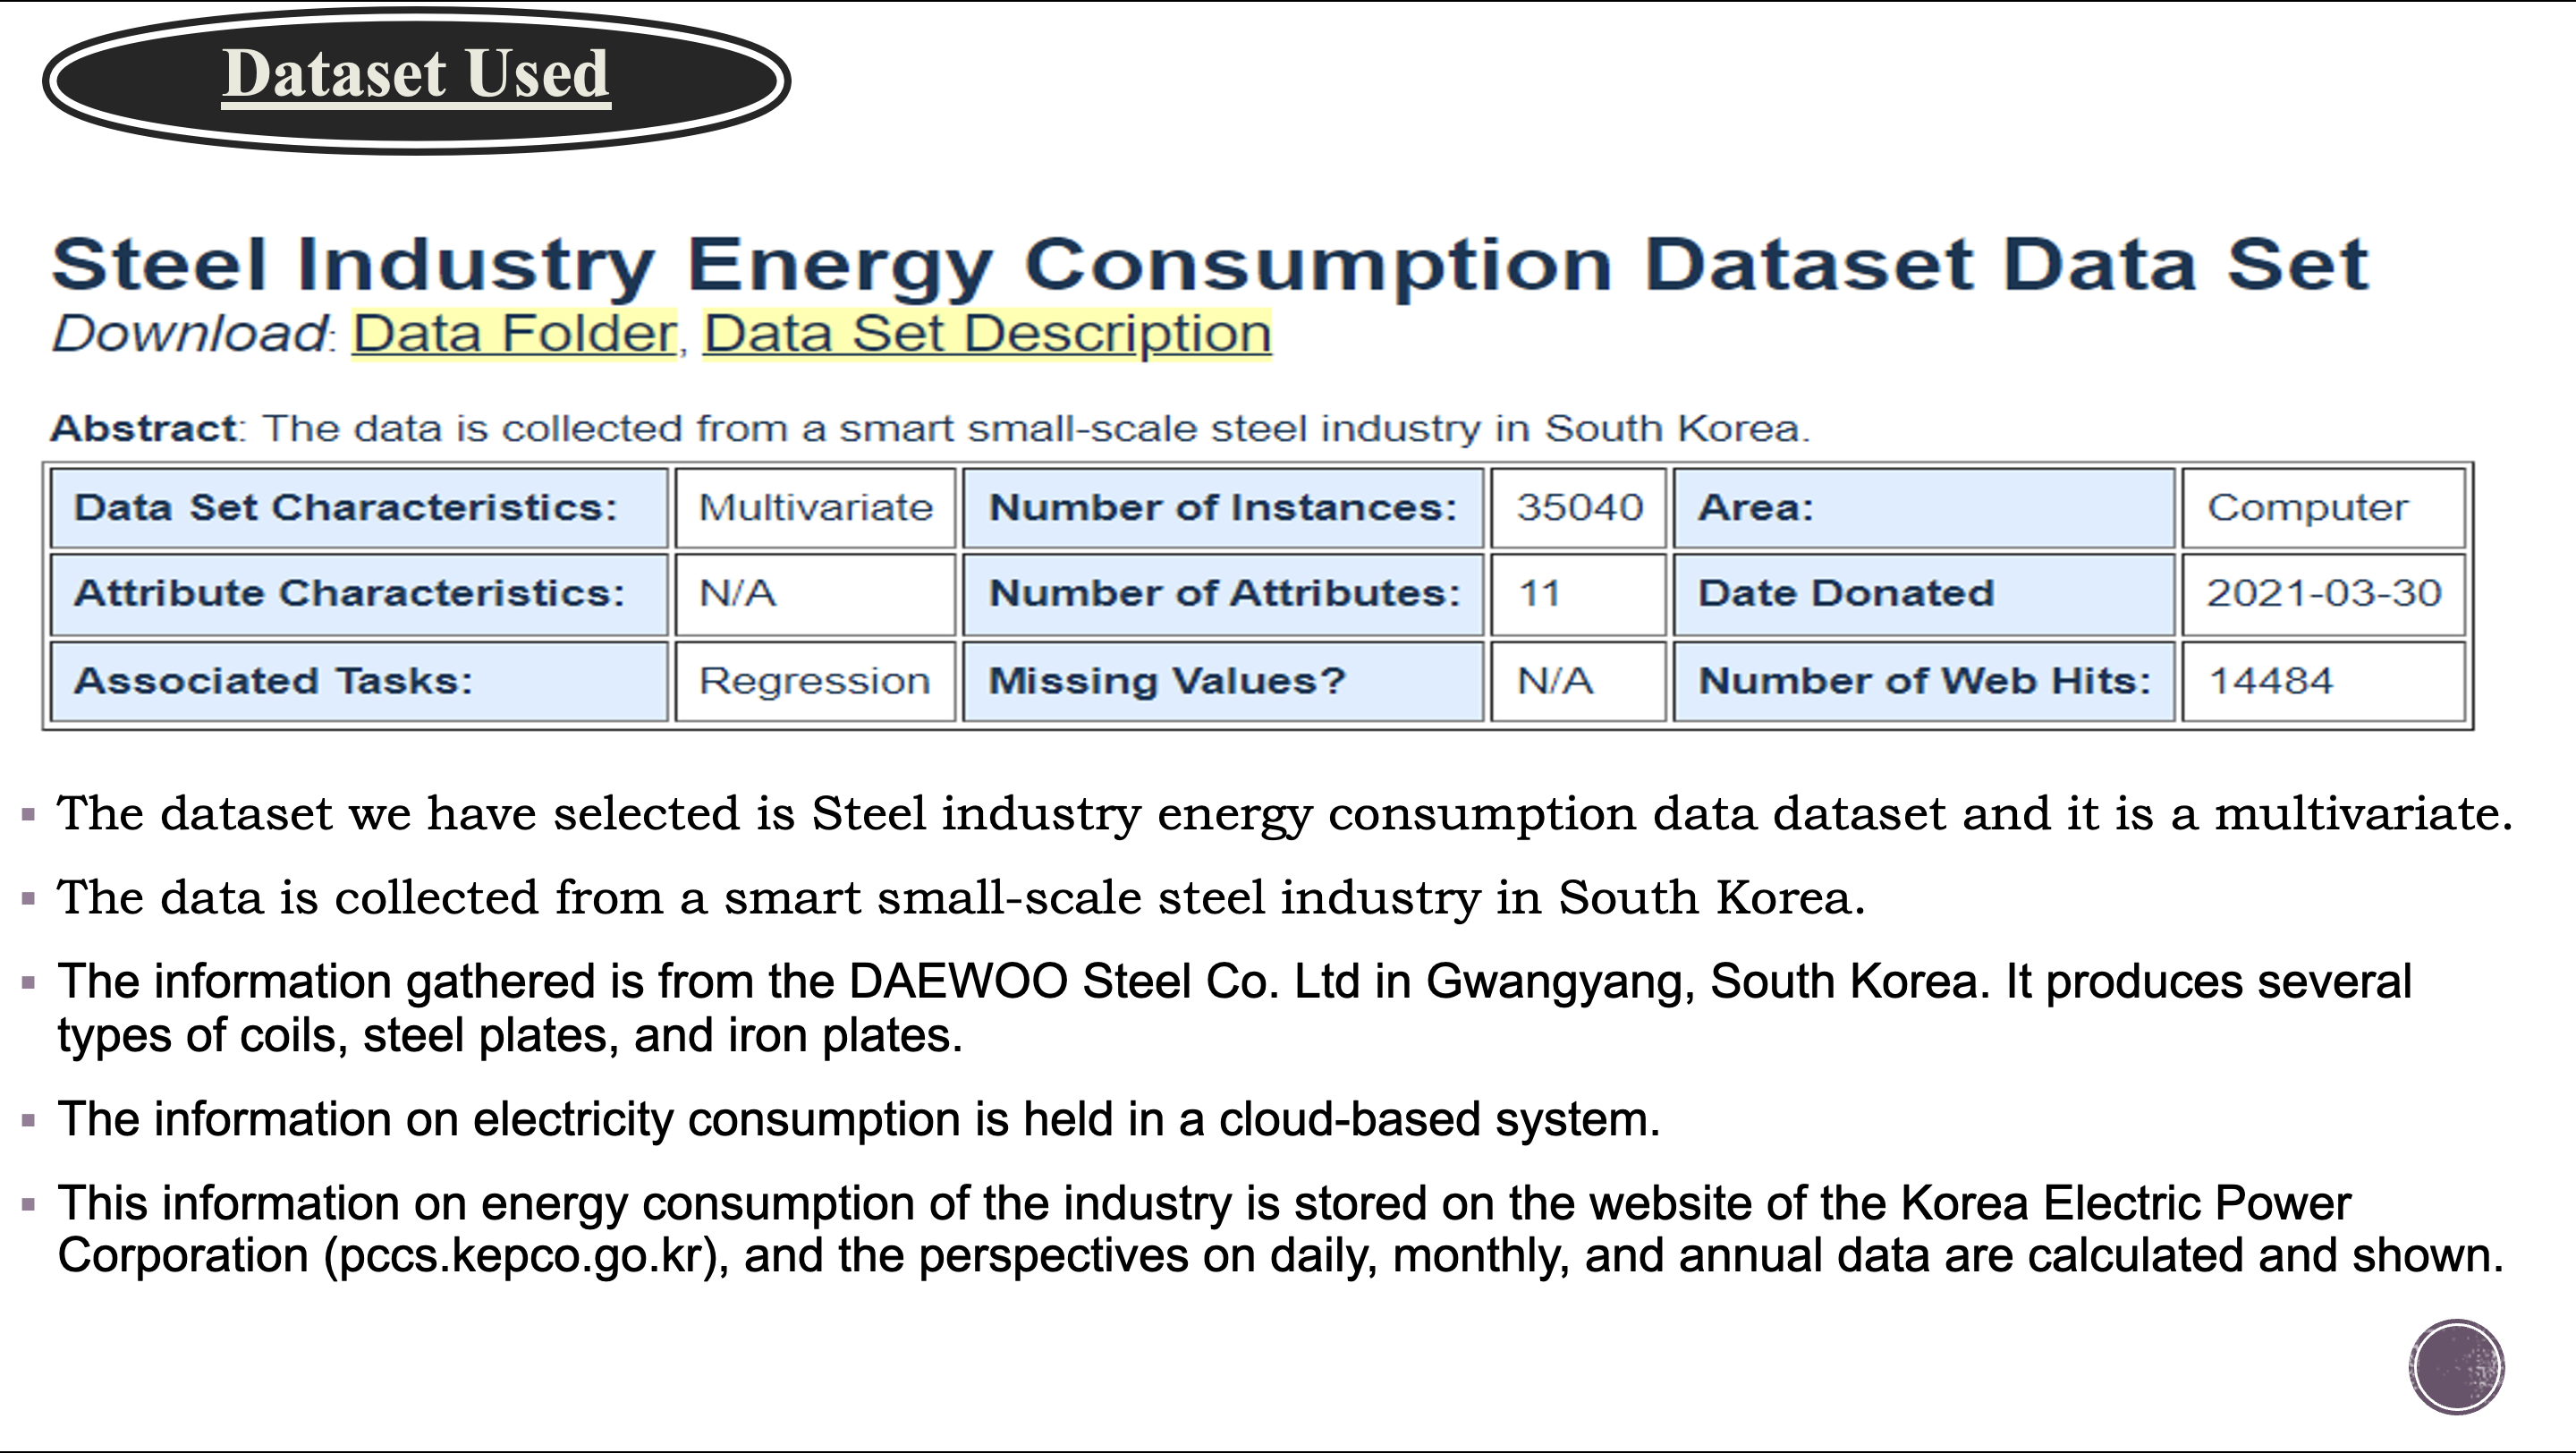 Dataset Used
Steel Industry Energy Consumption Dataset Data Set
Download: Data Folder, Data Set Description
Abstract: The data is collected from a smart small-scale steel industry in South Korea.
Data Set Characteristics: Multivariate Number of Instances: 35040 Area: Computer
Attribute Characteristics: N/A Number of Attributes: 11 Date Donated 2021-03-30
Associated Tasks: Regression Missing Values? N/A Number of Web Hits: 14484
▪ The dataset we have selected is Steel industry energy consumption data dataset and it is a multivariate.
▪ The data is collected from a smart small-scale steel industry in South Korea.
▪ The information gathered is from the DAEWOO Steel Co. Ltd in Gwangyang, South Korea. It produces several
types of coils, steel plates, and iron plates.
▪ The information on electricity consumption is held in a cloud-based system.
▪ This information on energy consumption of the industry is stored on the website of the Korea Electric Power
Corporation (pccs.kepco.go.kr), and the perspectives on daily, monthly, and annual data are calculated and shown.